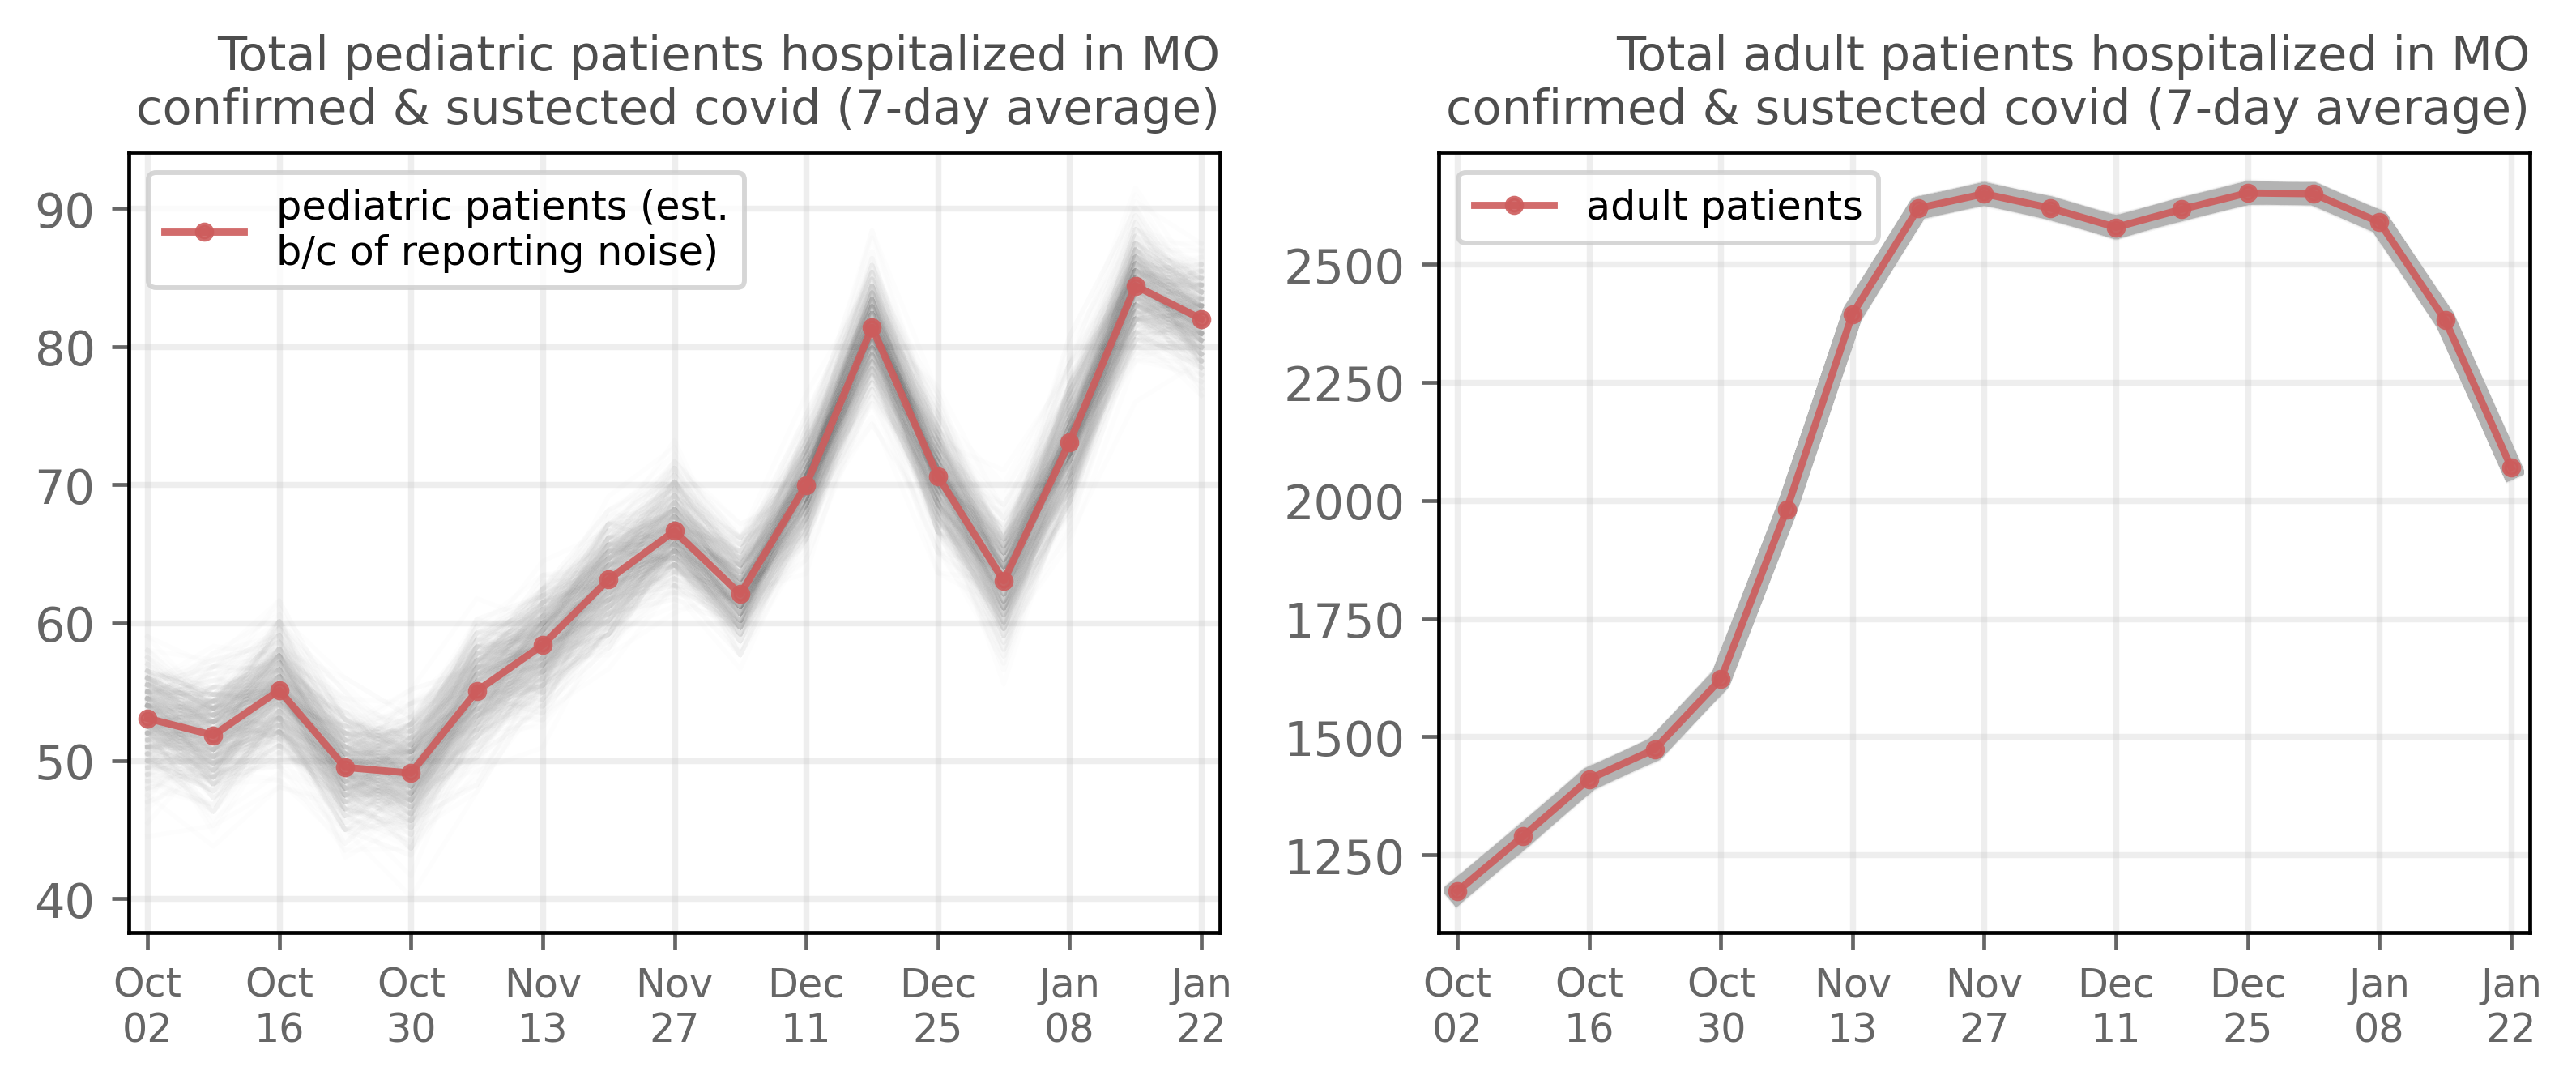 Total pediatric patients hospitalized in MO
confirmed & sustected covid (7-day average)
pediatric patients (est.
b/c of reporting noise)
90
80
70
60
50
40
Oct Oct Oct Nov Nov Dec Dec Jan Jan
02 16 30 13 27 11 25 08 22
Total adult patients hospitalized in MO
confirmed & sustected covid (7-day average)
adult patients
2500
2250
2000
1750
1500
1250
Oct Oct Oct Nov Nov Dec Dec Jan Jan
02 16 30 13 27 11 25 08 22